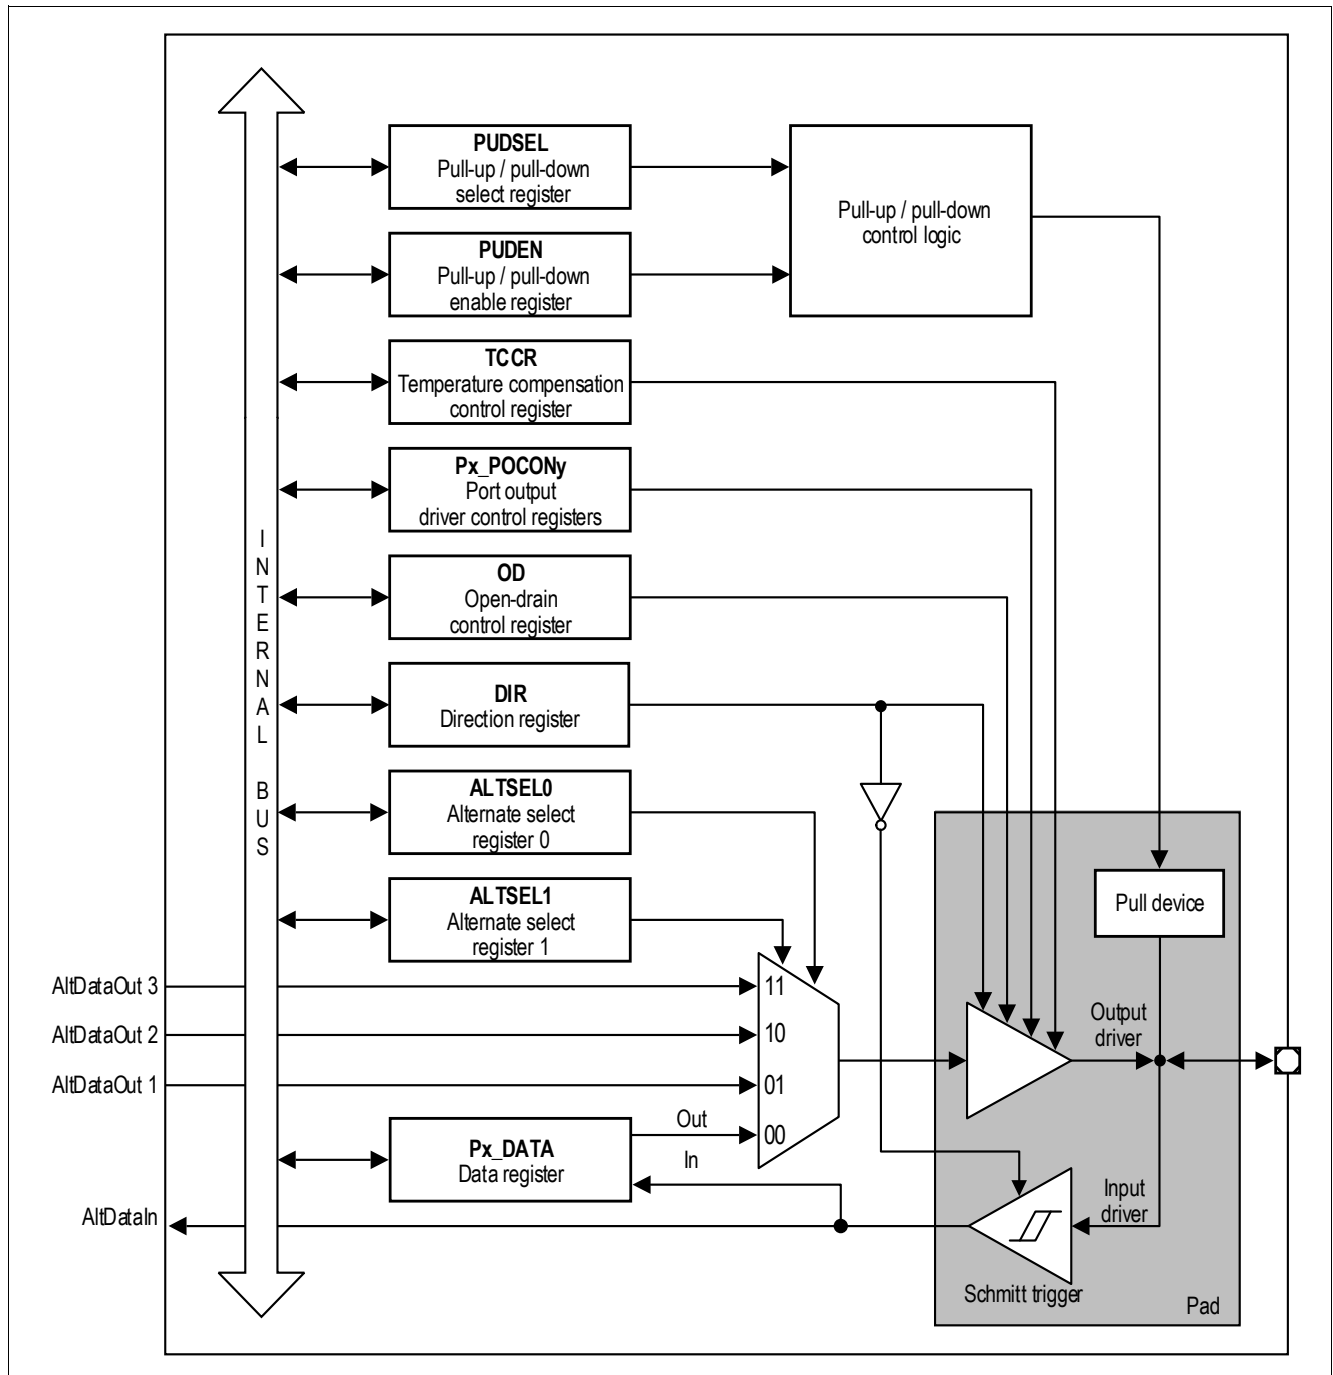 PUDSEL
Pull-up / pull-down
select register
Pull-up / pull-down
control logic
PUDEN
Pull-up / pull-down
enable register
TCCR
Temperature compensation
control register
Px_POCONy
Port output
driver control registers
OD
Open-drain
control register
DIR
Direction register
INTERNAL BUS
ALTSEL0
Alternate select
register 0
ALTSEL1
Alternate select
register 1
Pull device
AltDataOut 3
11
AltDataOut 2
10
AltDataOut 1
01
00
Output
driver
Out
In
Px_DATA
Data register
AltDataIn
Input
driver
Schmitt trigger
Pad